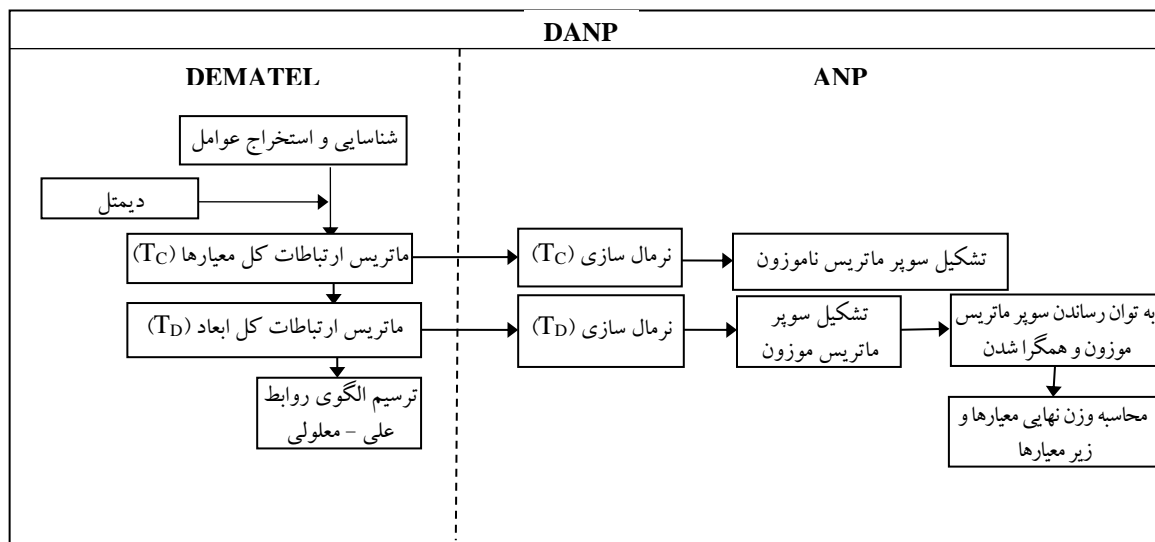 DANP
DEMATEL
ANP
شناسایی و استخراج عوامل
دیمتل
ماتریس ارتباطات کل معیارها (TC)
نرمال سازی (TC)
تشکیل سوپر ماتریس ناموزون
ماتریس ارتباطات کل ابعاد (TD)
نرمال سازی (TD)
تشکیل سوپر
ماتریس موزون
به توان رساندن سوپر ماتریس
موزون و همگرا شدن
ترسیم الگوی روابط
علی – معلولی
محاسبه وزن نهایی معیارها و
زیر معیارها